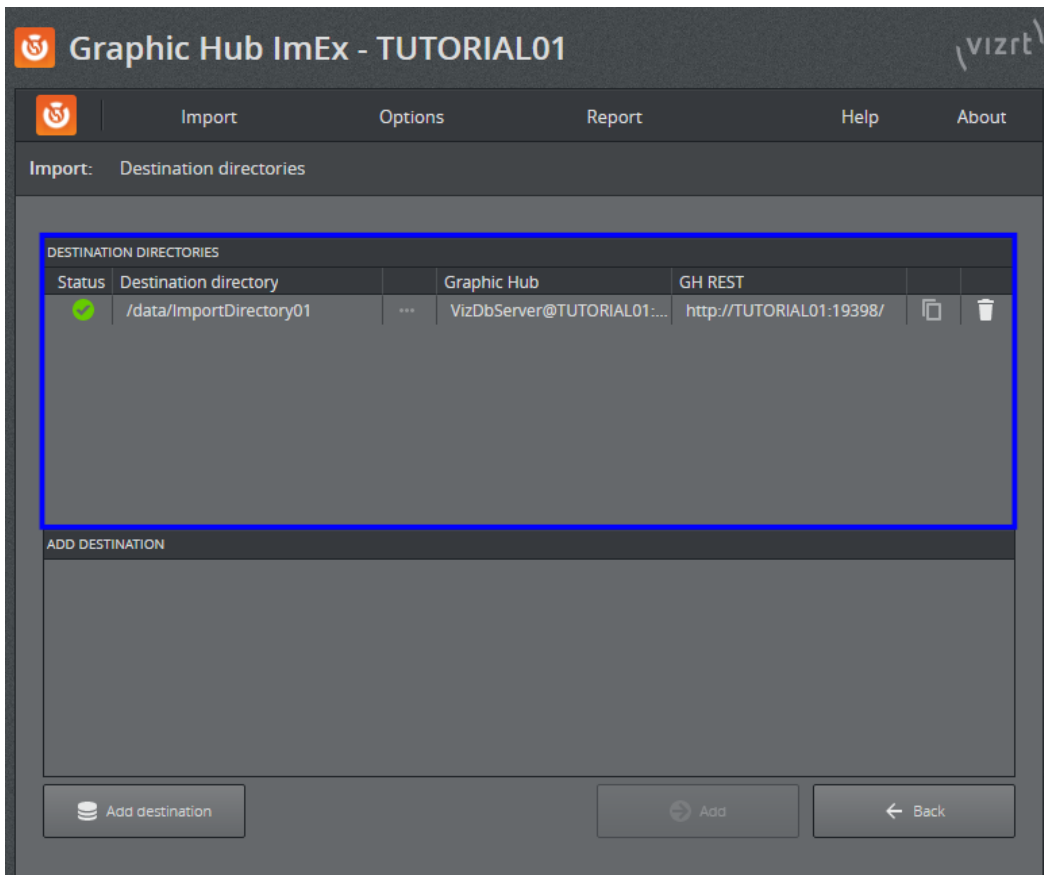 Graphic Hub ImEx - TUTORIAL01
vizrt
Import Options Report Help About
Import: Destination directories
DESTINATION DIRECTORIES
Status Destination directory Graphic Hub GH REST
/data/ImportDirectory01 ··· VizDbServer@TUTORIAL01:... http://TUTORIAL01:19398/
ADD DESTINATION
Add destination Add Back